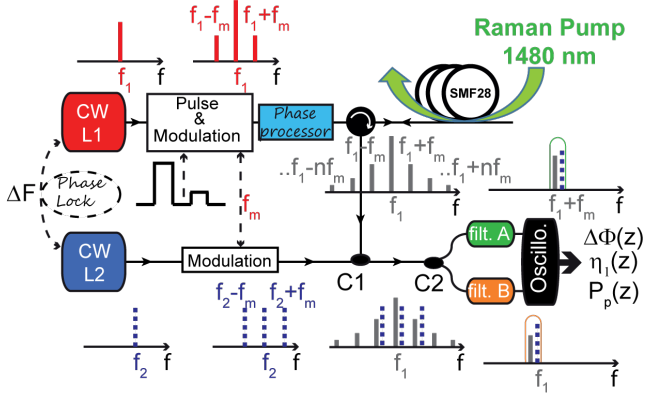 f₁-fₘ f₁+fₘ
f₁ f
f₁ f
Raman Pump
1480 nm
SMF28
CW
L1
Pulse
&
Modulation
Phase
processor
f₁-fₘ f₁+fₘ
..f₁-nfₘ ..f₁+nfₘ
f₁ f
f₁+fₘ
f
ΔF
Phase
Lock
fₘ
CW
L2
Modulation
C1
C2
filt. A
filt. B
Oscillo.
ΔΦ(z)
η₁(z)
Pₚ(z)
f₂-fₘ f₂+fₘ
f₂ f
f₂ f
f₁ f
f₁ f